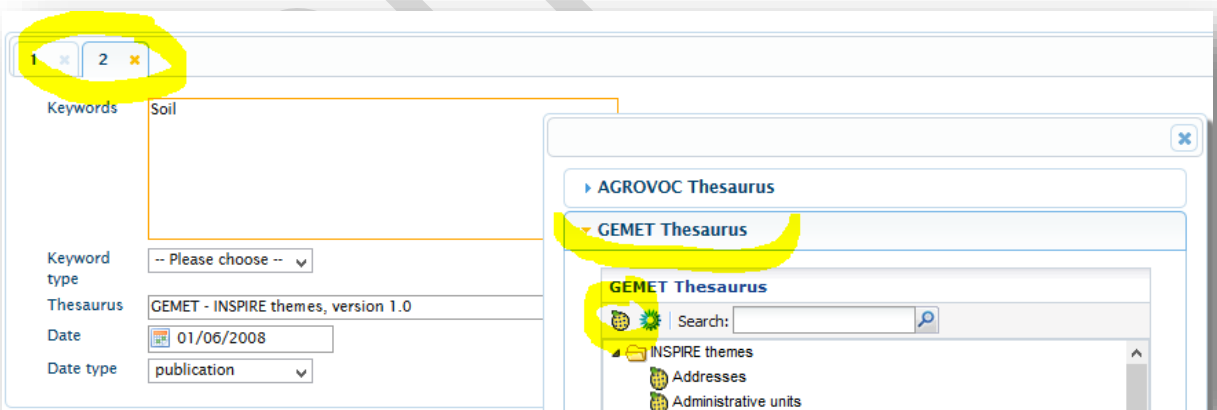 1 2
Keywords Soil
AGROVOC Thesaurus
GEMET Thesaurus
Keyword type -- Please choose --
Thesaurus GEMET - INSPIRE themes, version 1.0
Date 01/06/2008
Date type publication
GEMET Thesaurus
Search:
INSPIRE themes
Addresses
Administrative units